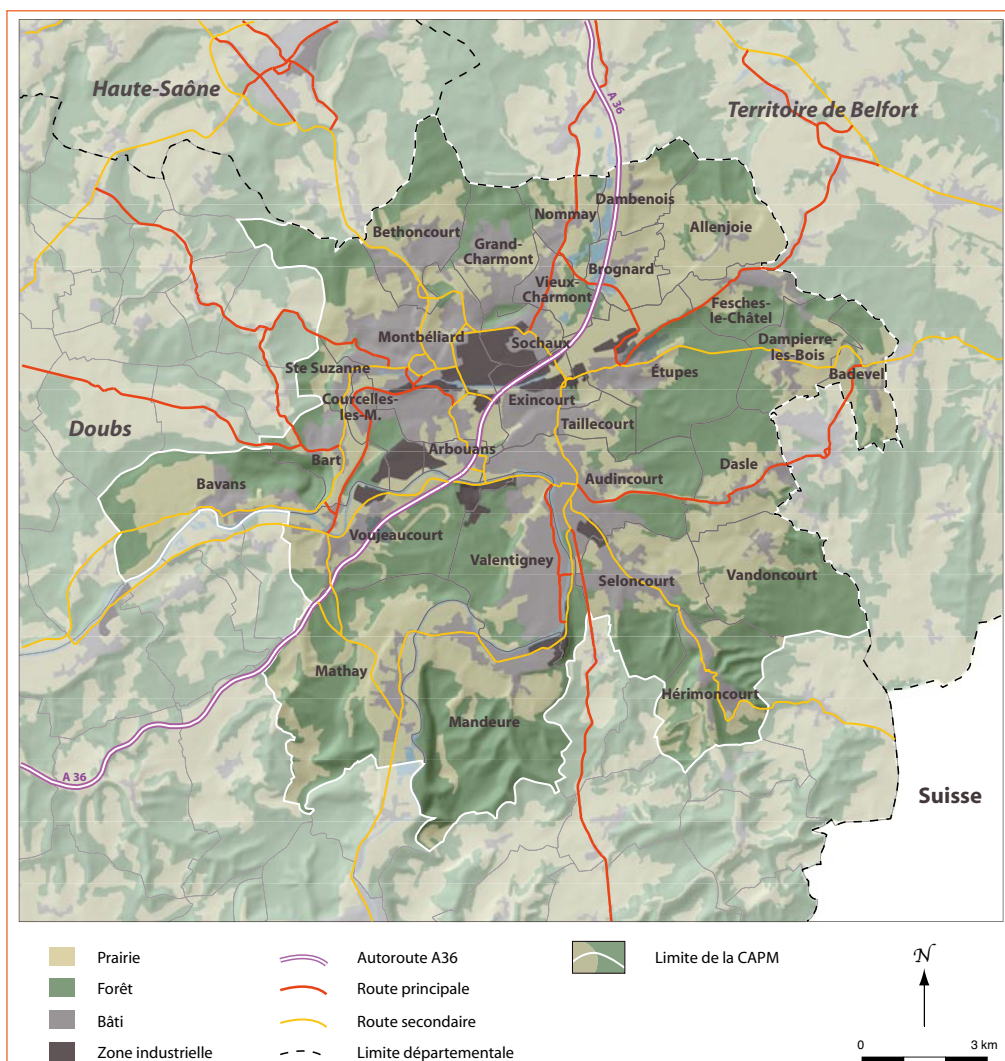 Haute-Saône
A 36
Territoire de Belfort
Dambenois
Nommay
Allenjoie
Bethoncourt
Grand-
Charmont
Brognard
Vieux-
Charmont
Fesches-
le-Châtel
Montbéliard
Sochaux
Dampierre-
les-Bois
Ste Suzanne
Étupes
Badevel
Courcelles-
les-M.
Exincourt
Taillecourt
Doubs
Arbouans
Bart
Dasle
Audincourt
Bavans
Voujeaucourt
Valentigney
Seloncourt
Vandoncourt
Mathay
Hérimoncourt
Mandeure
A 36
Suisse
Prairie
Forêt
Bâti
Zone industrielle
Autoroute A36
Route principale
Route secondaire
Limite départementale
Limite de la CAPM
N
0 3 km